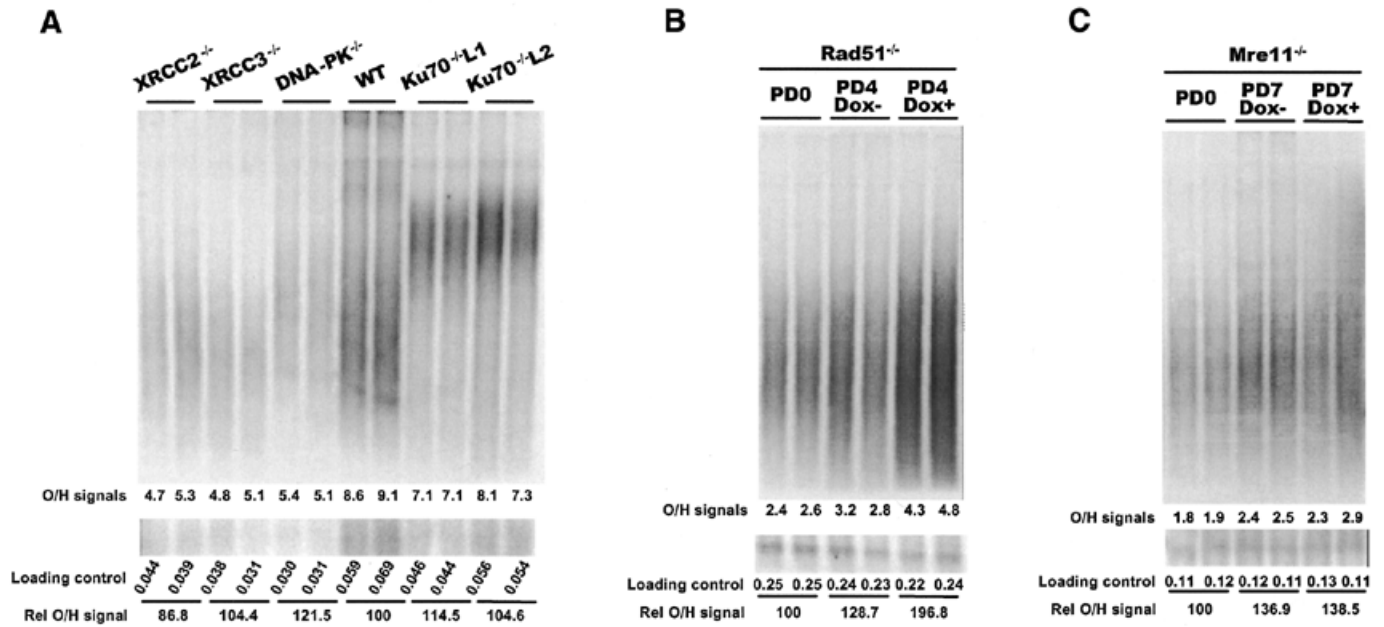 A
XRCC2-/- XRCC3-/- DNA-PK-/- WT Ku70-/-L1 Ku70-/-L2
O/H signals 4.7 5.3 4.8 5.1 5.4 5.1 8.6 9.1 7.1 7.1 8.1 7.3
Loading control 0.044 0.039 0.038 0.031 0.030 0.031 0.059 0.069 0.046 0.044 0.056 0.054
Rel O/H signal 86.8 104.4 121.5 100 114.5 104.6
B
Rad51-/-
PD0 PD4 PD4
Dox- Dox+
O/H signals 2.4 2.6 3.2 2.8 4.3 4.8
Loading control 0.25 0.25 0.24 0.23 0.22 0.24
Rel O/H signal 100 128.7 196.8
C
Mre11-/-
PD0 PD7 PD7
Dox- Dox+
O/H signals 1.8 1.9 2.4 2.5 2.3 2.9
Loading control 0.11 0.12 0.12 0.11 0.13 0.11
Rel O/H signal 100 136.9 138.5